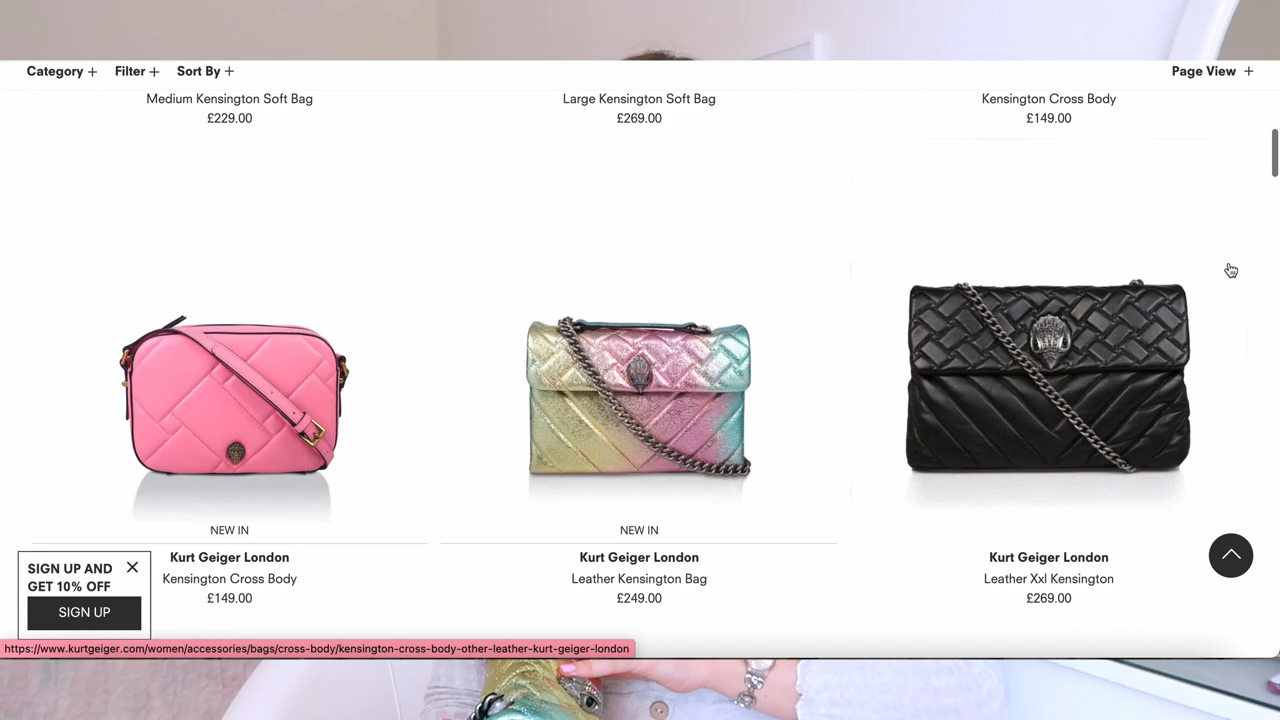 Category +
Filter +
Sort By +
Page View +
Medium Kensington Soft Bag
£229.00
Large Kensington Soft Bag
£269.00
Kensington Cross Body
£149.00
NEW IN
Kurt Geiger London
Kensington Cross Body
£149.00
NEW IN
Kurt Geiger London
Leather Kensington Bag
£249.00
Kurt Geiger London
Leather Xxl Kensington
£269.00
SIGN UP AND
GET 10% OFF
SIGN UP
https://www.kurtgeiger.com/women/accessories/bags/cross-body/kensington-cross-body-other-leather-kurt-geiger-london